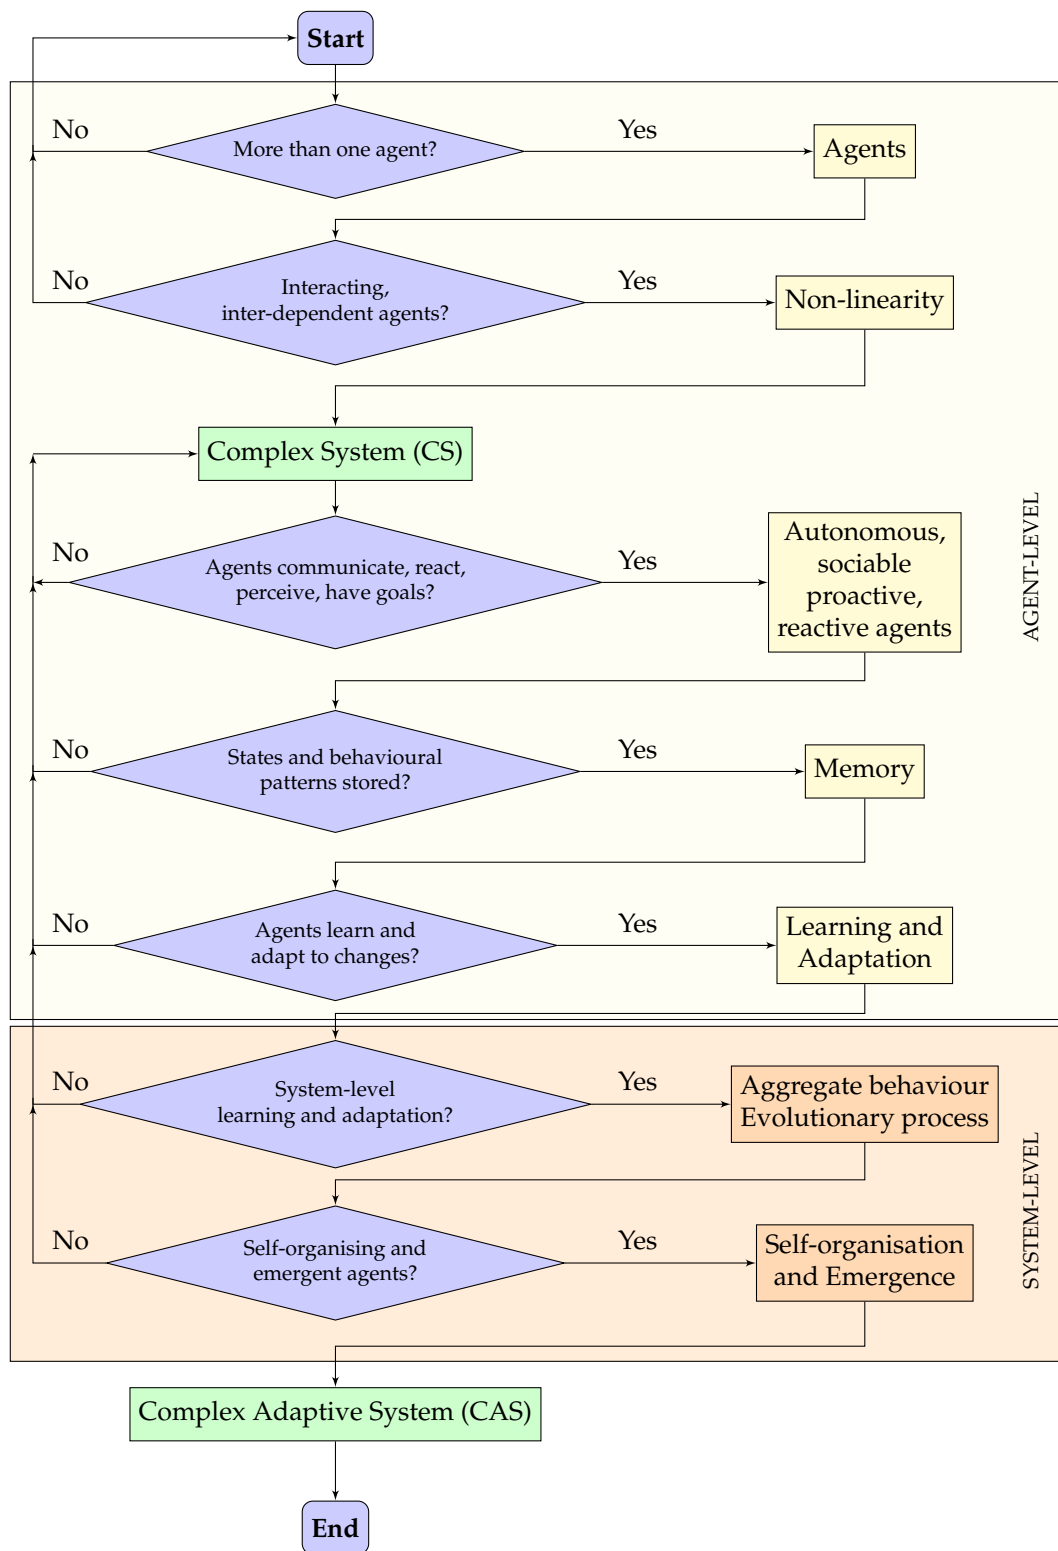 Start
No
More than one agent?
Yes
Agents
No
Interacting,
inter-dependent agents?
Yes
Non-linearity
Complex System (CS)
No
Agents communicate, react,
perceive, have goals?
Yes
Autonomous,
sociable
proactive,
reactive agents
AGENT-LEVEL
No
States and behavioural
patterns stored?
Yes
Memory
No
Agents learn and
adapt to changes?
Yes
Learning and
Adaptation
No
System-level
learning and adaptation?
Yes
Aggregate behaviour
Evolutionary process
SYSTEM-LEVEL
No
Self-organising and
emergent agents?
Yes
Self-organisation
and Emergence
Complex Adaptive System (CAS)
End